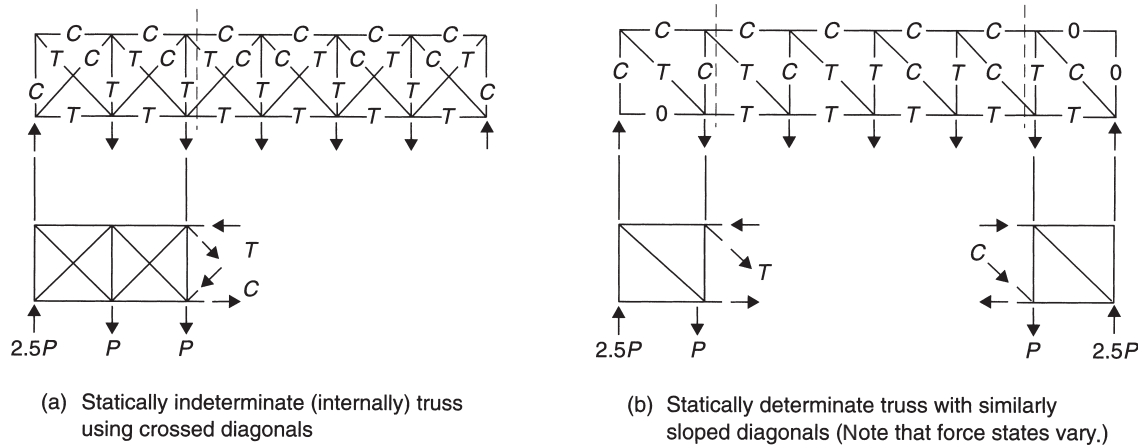 C C C C C C
T C T C T C C T C T C T
C T T T T T C
T T T T T T
2.5P P P
T
C
(a) Statically indeterminate (internally) truss
using crossed diagonals
C C C C C 0
C T C T C T T C C T C 0
0 T T T T T
T
C
2.5P P P 2.5P
(b) Statically determinate truss with similarly
sloped diagonals (Note that force states vary.)